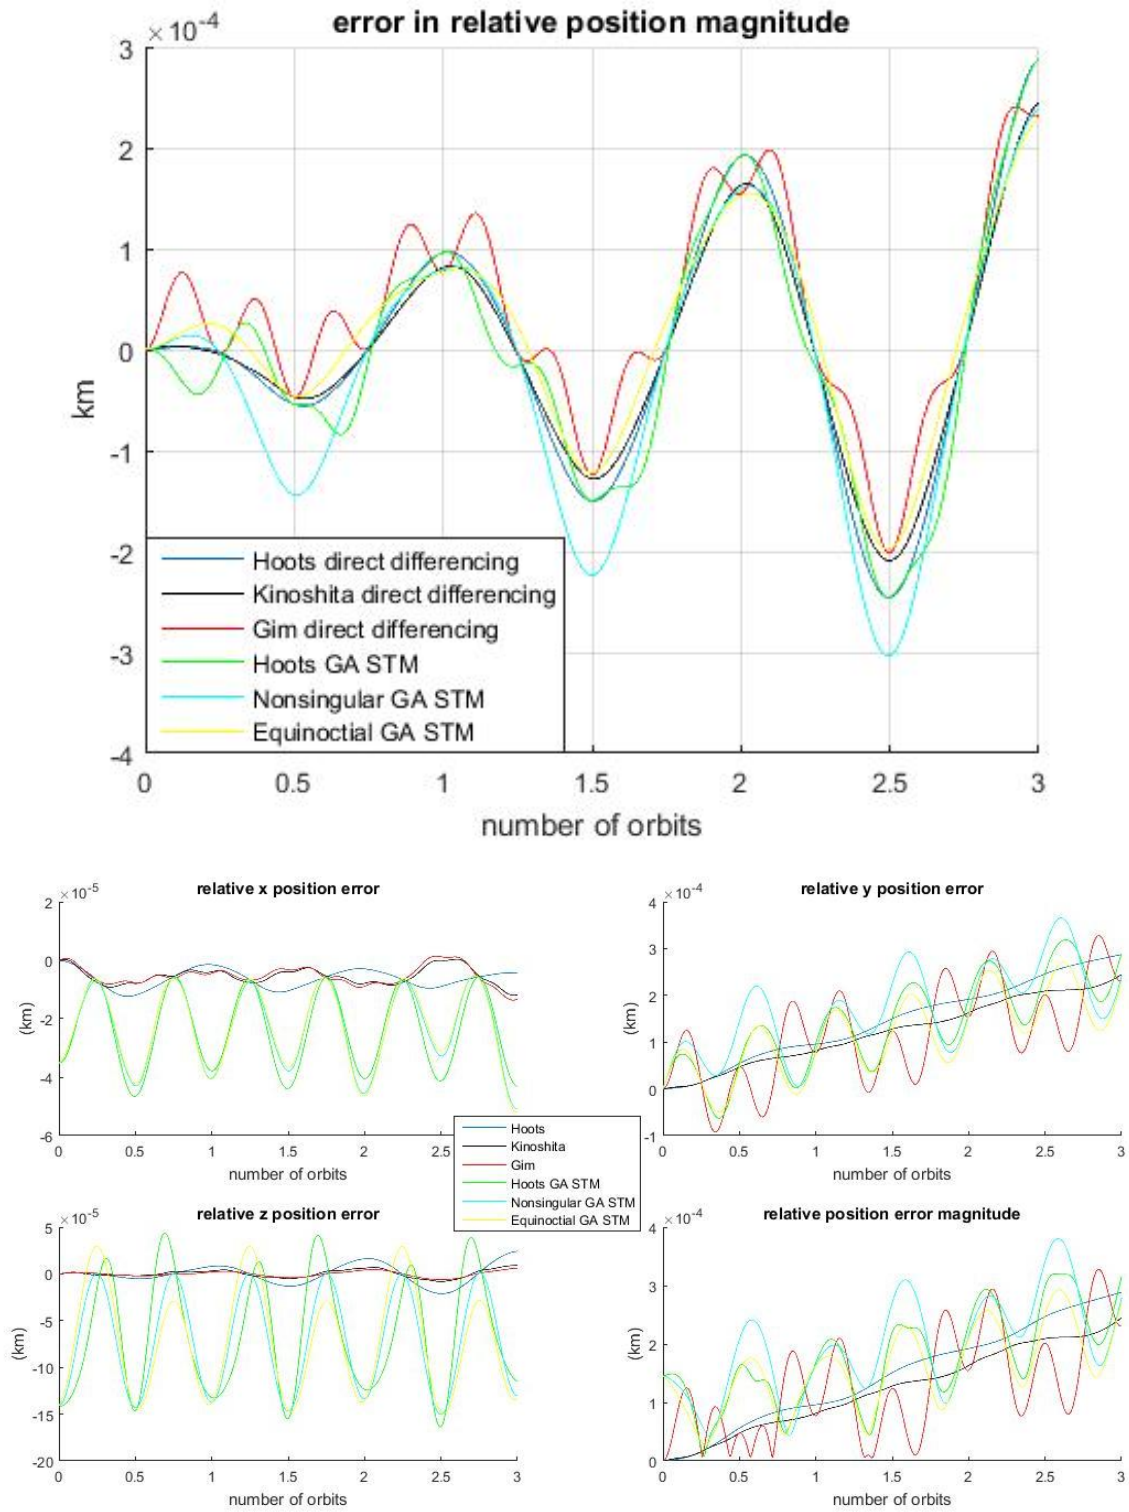 error in relative position magnitude
×10-4
3
2
1
0
-1
-2
-3
-4
km
Hoots direct differencing
Kinoshita direct differencing
Gim direct differencing
Hoots GA STM
Nonsingular GA STM
Equinoctial GA STM
0 0.5 1 1.5 2 2.5 3
number of orbits
relative x position error
×10-5
2
0
-2
-4
-6
(km)
0 0.5 1 1.5 2 2.5
number of orbits
relative y position error
×10-4
4
3
2
1
0
-1
(km)
0 0.5 1 1.5 2 2.5 3
number of orbits
Hoots
Kinoshita
Gim
Hoots GA STM
Nonsingular GA STM
Equinoctial GA STM
relative z position error
×10-5
5
0
-5
-10
-15
-20
(km)
0 0.5 1 1.5 2 2.5 3
number of orbits
relative position error magnitude
×10-4
4
3
2
1
0
(km)
0 0.5 1 1.5 2 2.5 3
number of orbits